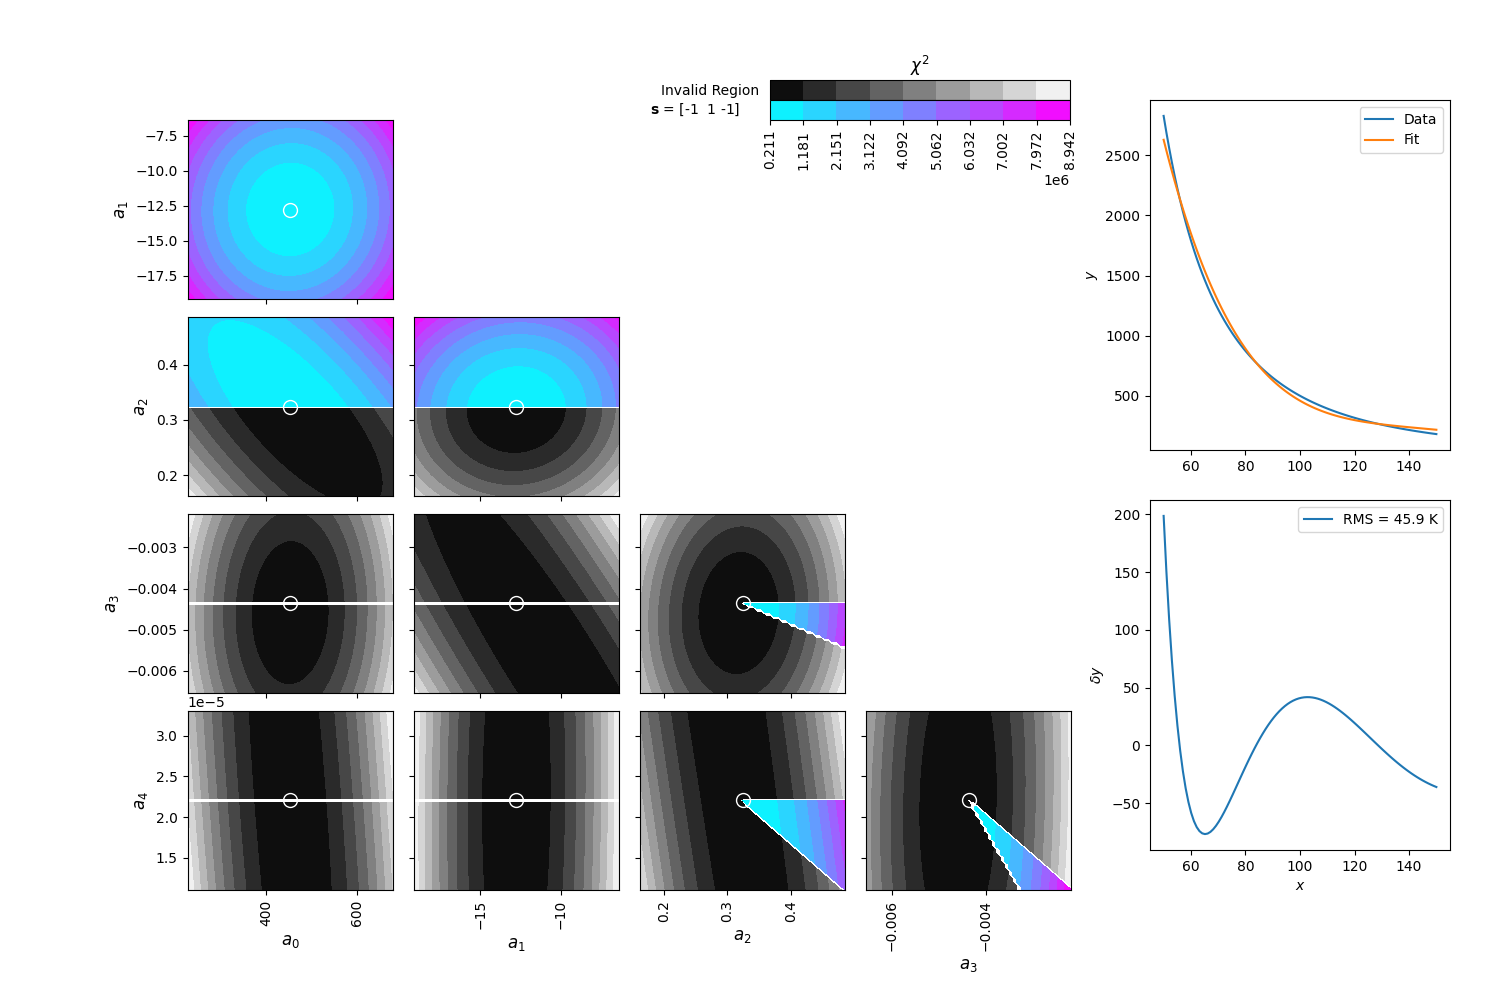 χ²
Invalid Region
s = [-1 1 -1]
0.211 1.181 2.151 3.122 4.092 5.062 6.032 7.002 7.972 8.942
1e6
−7.5
−10.0
−12.5
−15.0
−17.5
a₁
0.4
0.3
0.2
a₂
−0.003
−0.004
−0.005
−0.006
a₃
1e−5
3.0
2.5
2.0
1.5
a₄
400 600
a₀
−15 −10
a₁
0.2 0.3 0.4
a₂
−0.006 −0.004
a₃
Data
Fit
2500
2000
1500
1000
500
y
60 80 100 120 140
RMS = 45.9 K
200
150
100
50
0
−50
δy
60 80 100 120 140
x